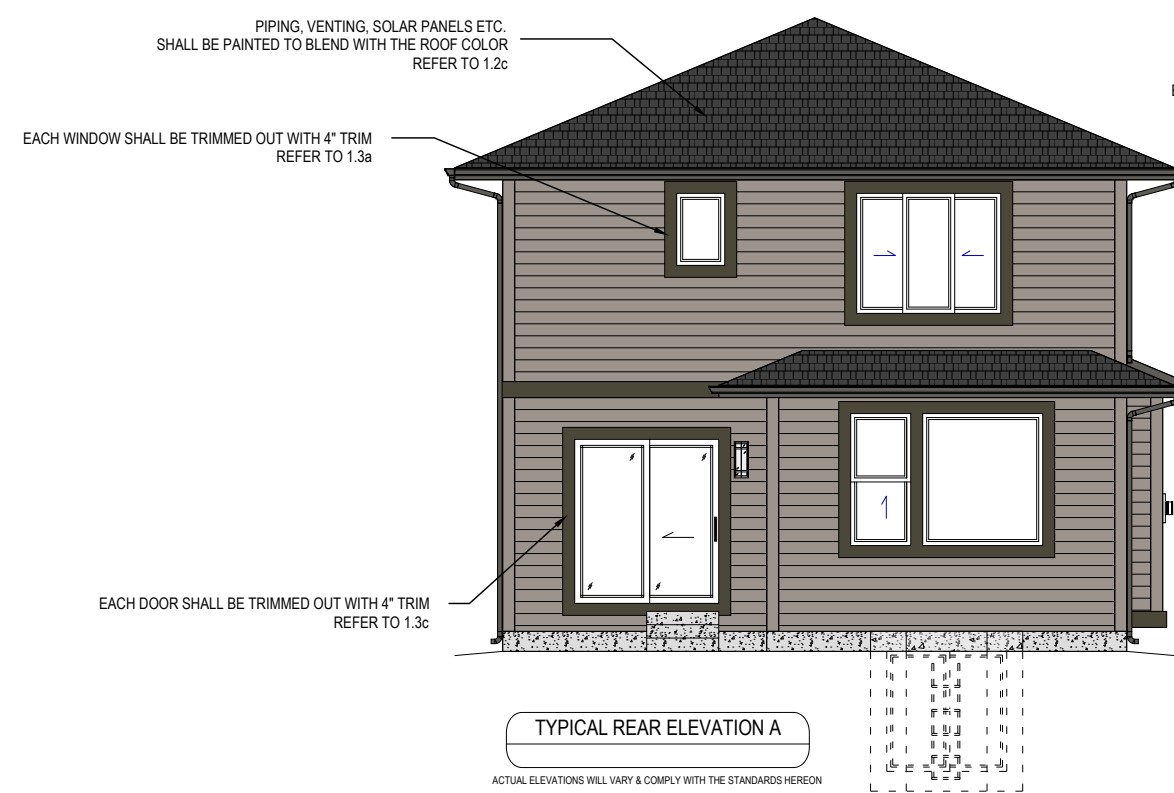 PIPING, VENTING, SOLAR PANELS ETC.
SHALL BE PAINTED TO BLEND WITH THE ROOF COLOR
REFER TO 1.2c
EACH WINDOW SHALL BE TRIMMED OUT WITH 4" TRIM
REFER TO 1.3a
EACH DOOR SHALL BE TRIMMED OUT WITH 4" TRIM
REFER TO 1.3c
TYPICAL REAR ELEVATION A
ACTUAL ELEVATIONS WILL VARY & COMPLY WITH THE STANDARDS HEREON